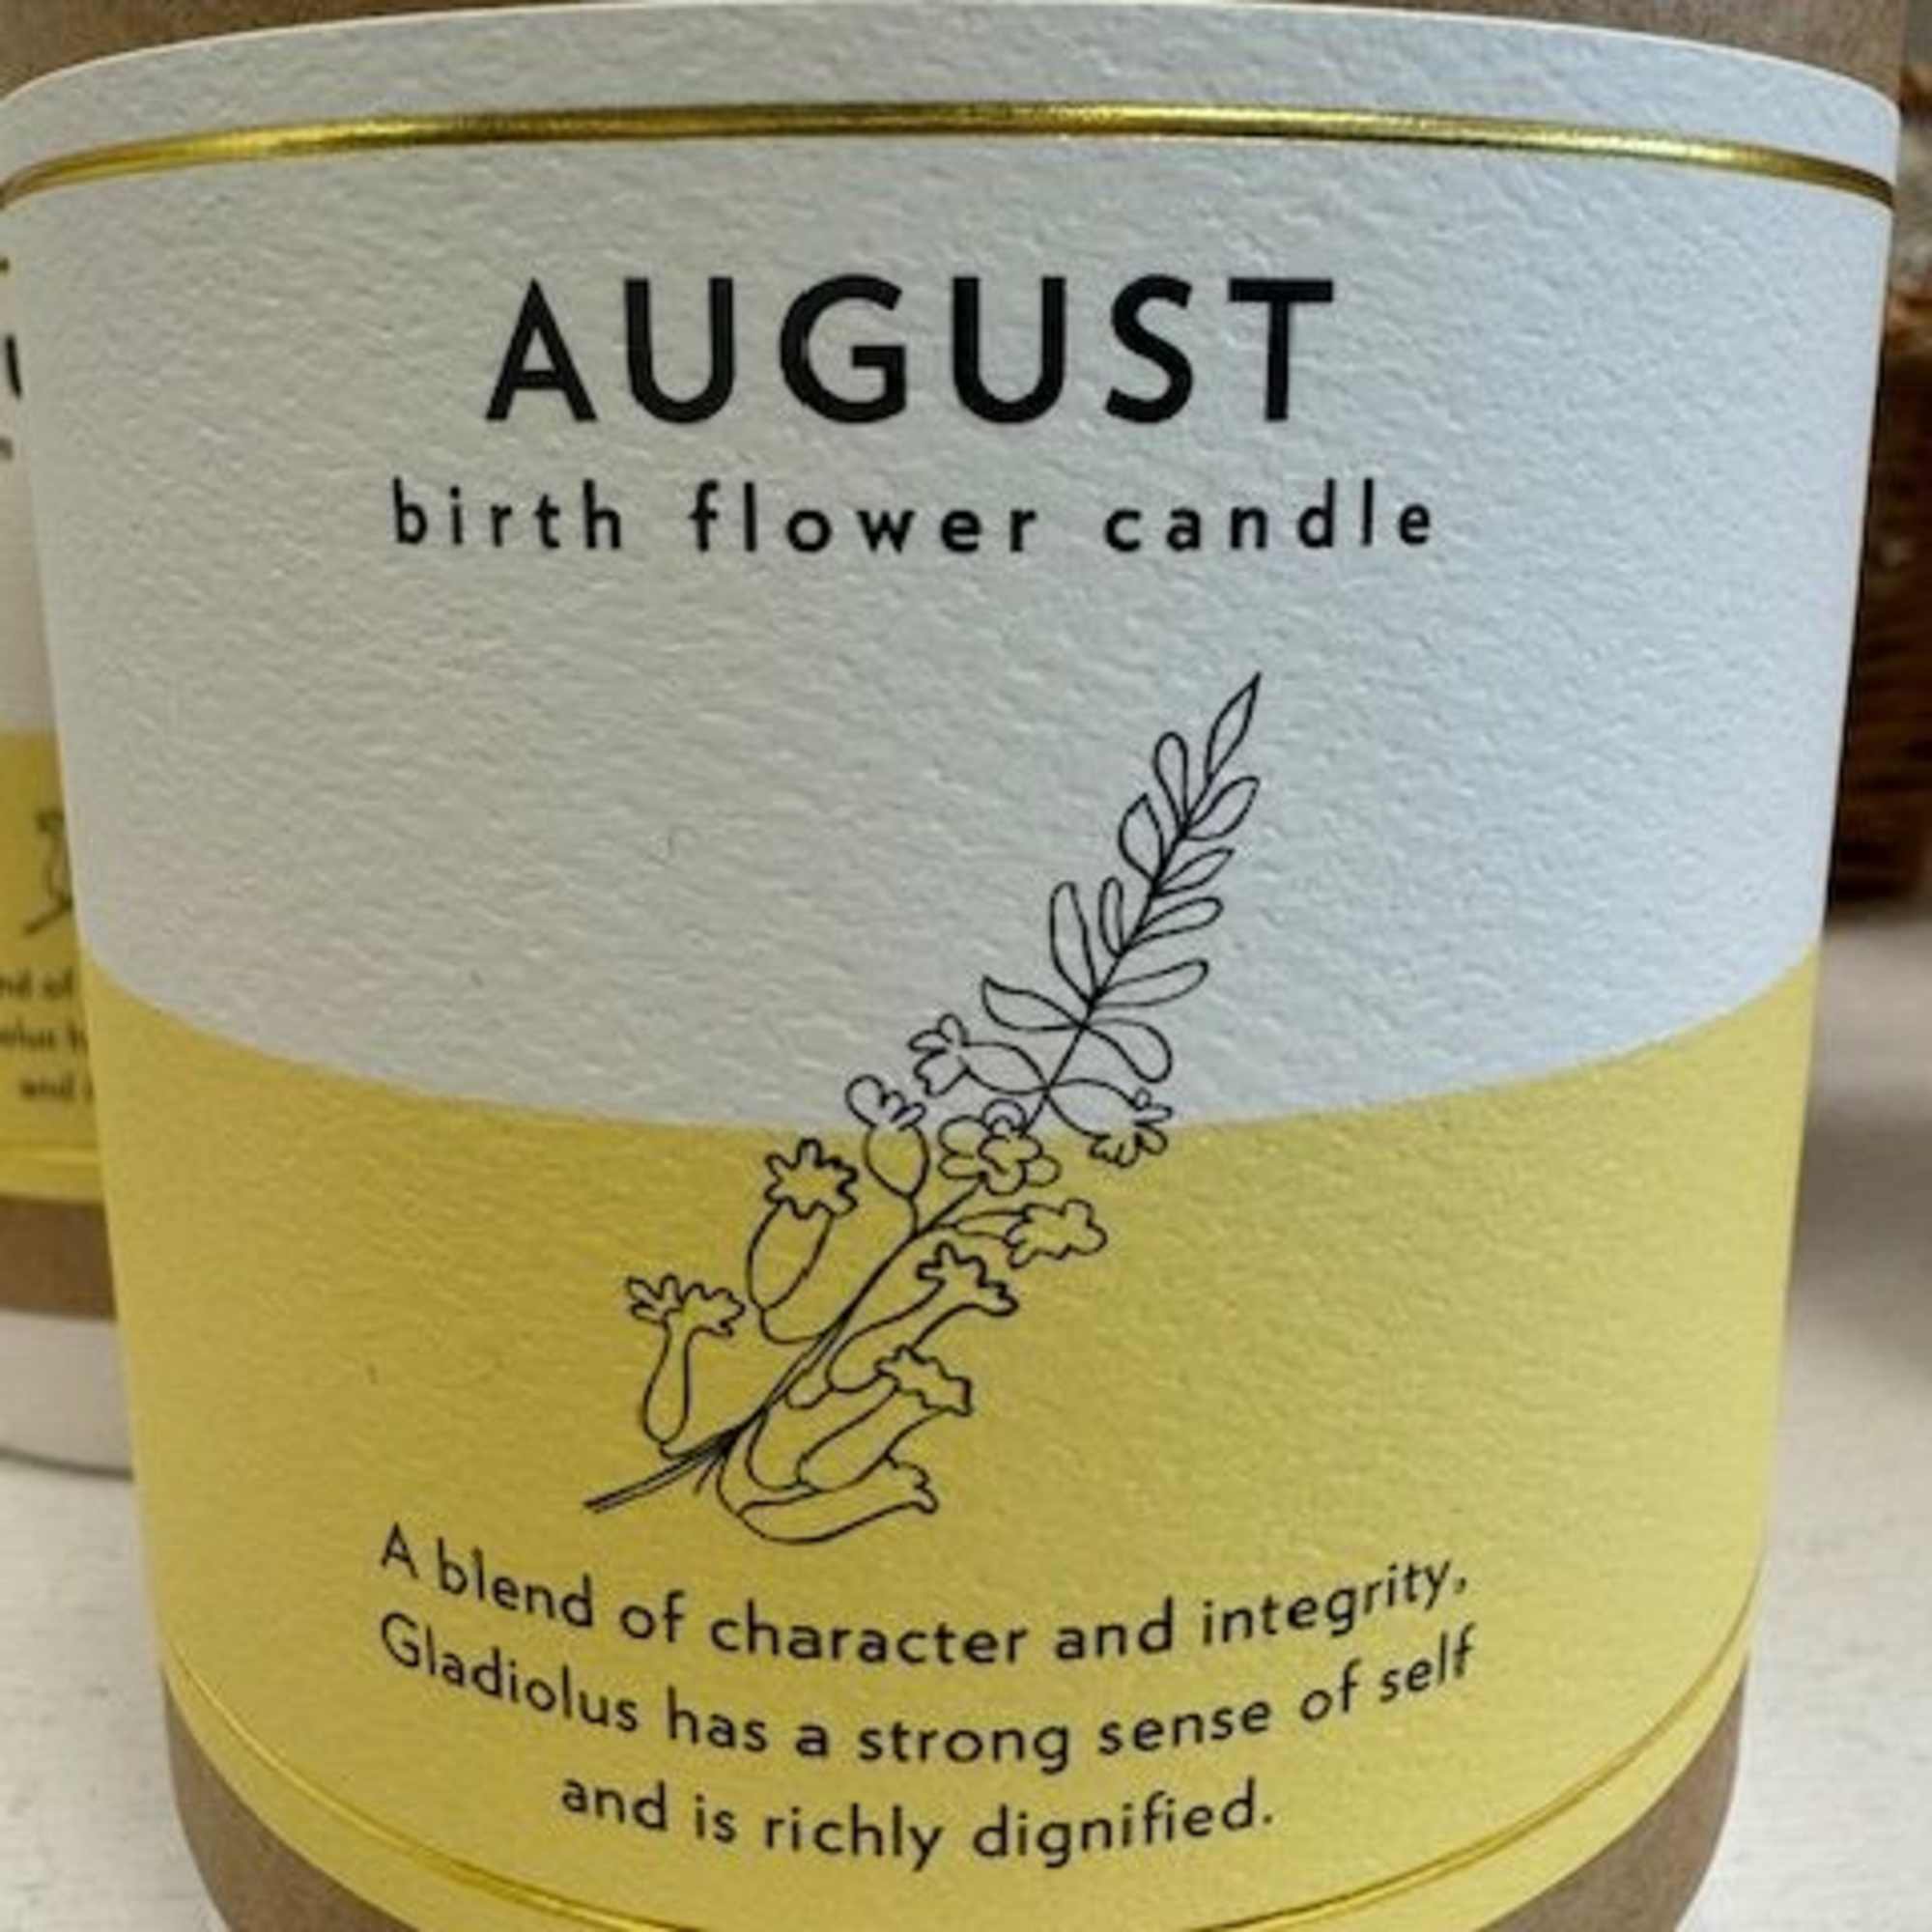 AUGUST
birth flower candle
A blend of character and integrity,
Gladiolus has a strong sense of self
and is richly dignified.